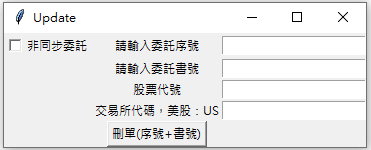 Update
非同步委託 請輸入委託序號
請輸入委託書號
股票代號
交易所代碼，美股：US
刪單(序號+書號)